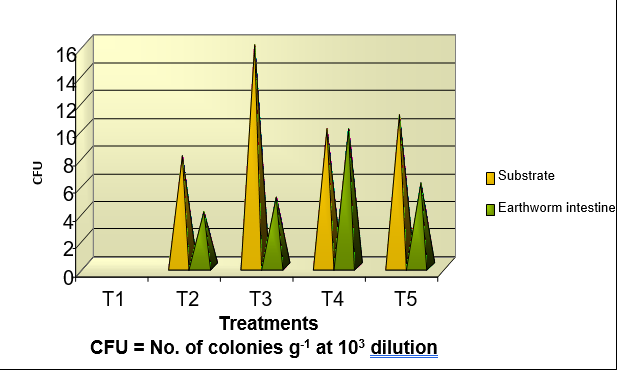 16
14
12
10
8
6
4
2
0
CFU
T1 T2 T3 T4 T5
Treatments
CFU = No. of colonies g⁻¹ at 10³ dilution
Substrate
Earthworm intestine